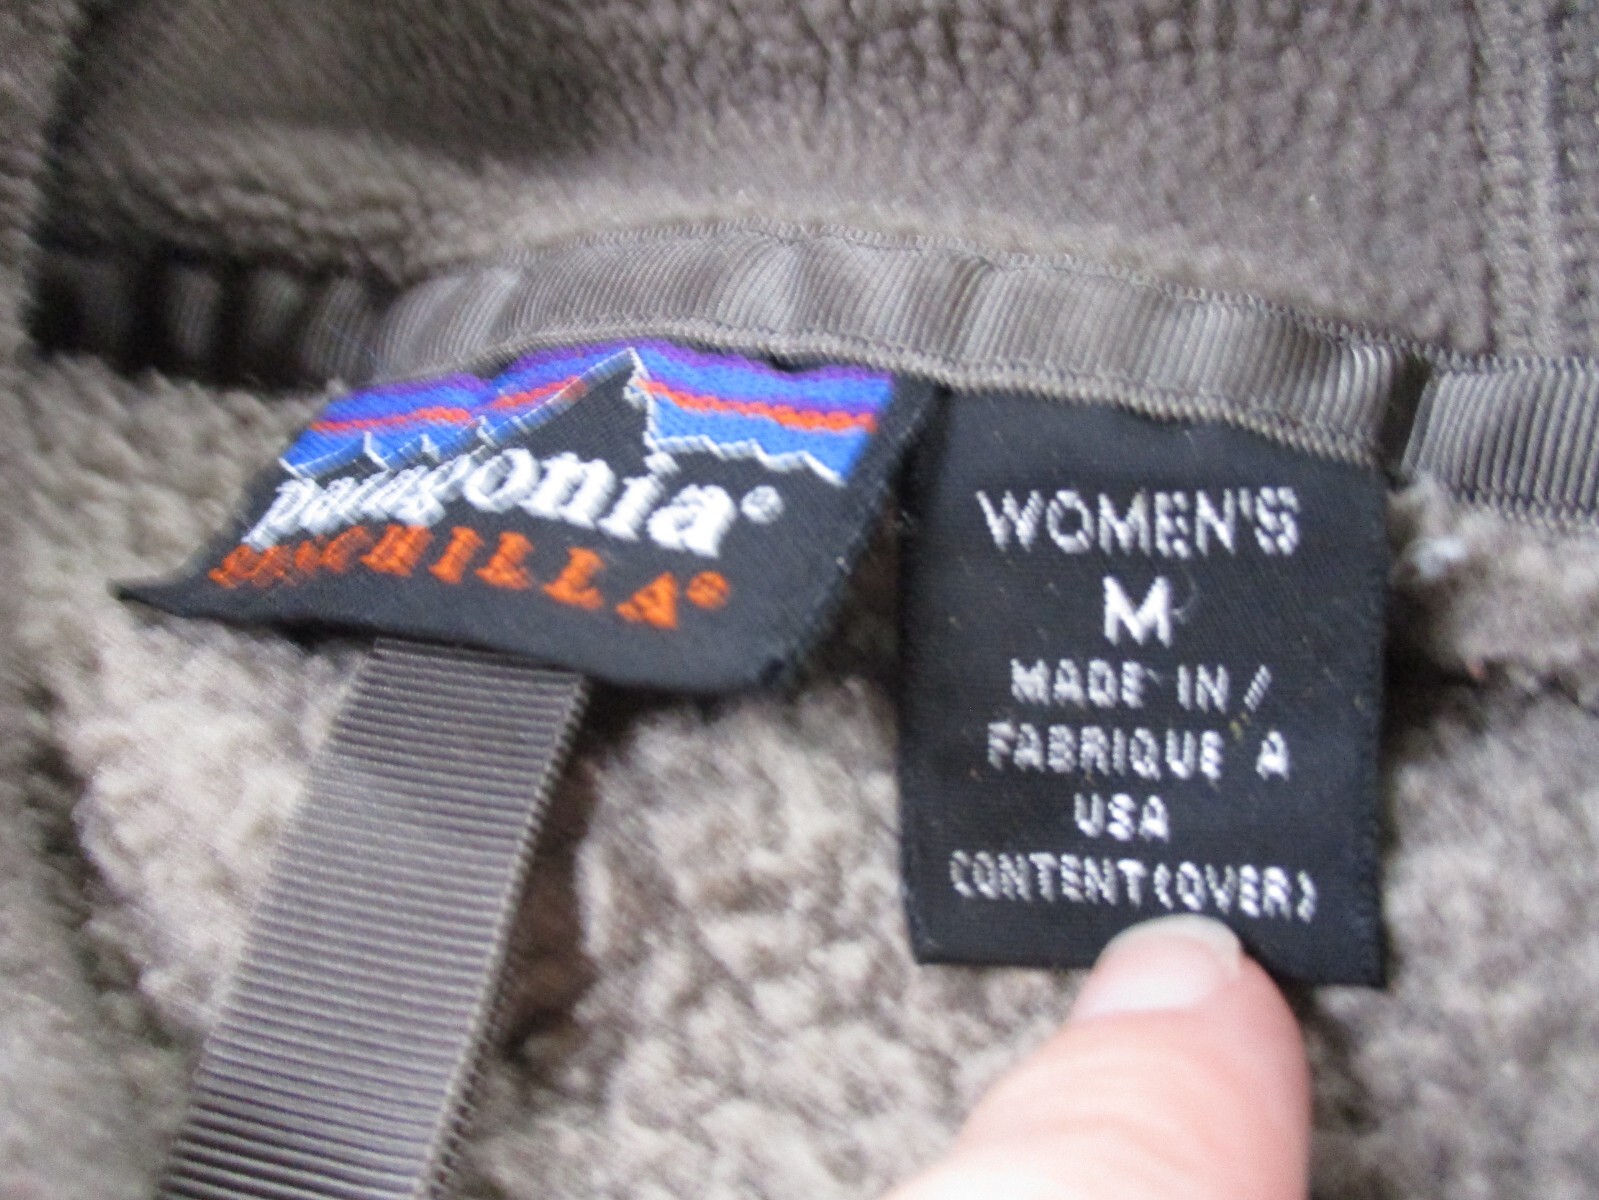 patagonia®
SYNCHILLA®
WOMEN'S
M
MADE IN /
FABRIQUE A
USA
CONTENT (OVER)